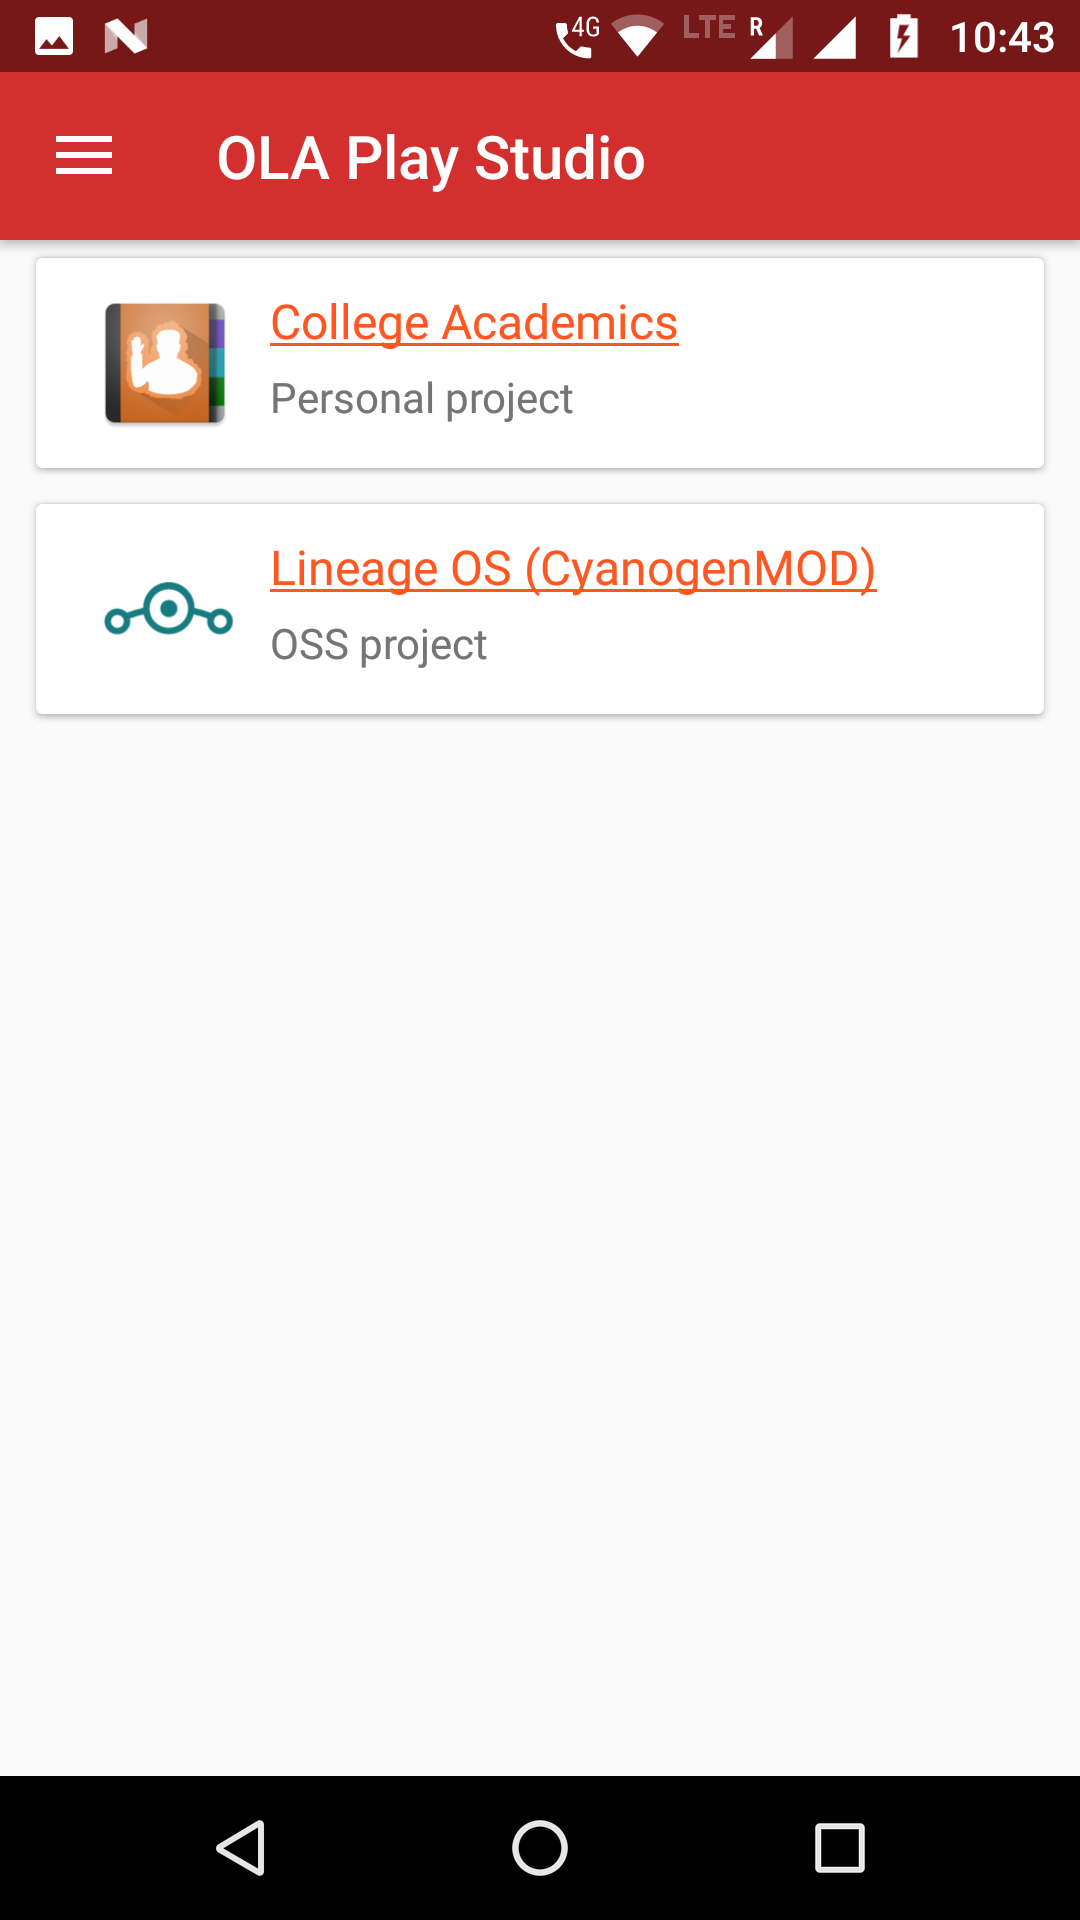 4G LTE R 10:43
OLA Play Studio
College Academics
Personal project
Lineage OS (CyanogenMOD)
OSS project